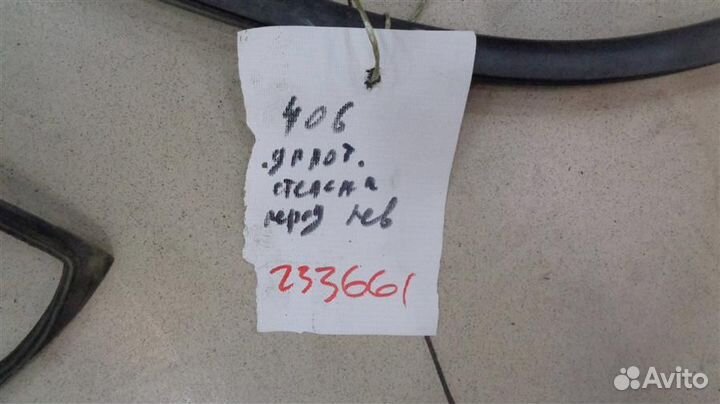 406
.уплот.
стекла
перед лев
233661
Avito